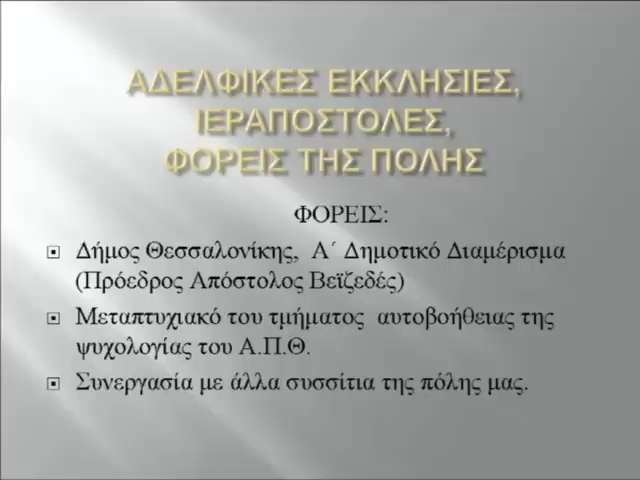 ΑΔΕΛΦΙΚΕΣ ΕΚΚΛΗΣΙΕΣ,
ΙΕΡΑΠΟΣΤΟΛΕΣ,
ΦΟΡΕΙΣ ΤΗΣ ΠΟΛΗΣ
ΦΟΡΕΙΣ:
Δήμος Θεσσαλονίκης, Α΄ Δημοτικό Διαμέρισμα
(Πρόεδρος Απόστολος Βεϊζεδές)
Μεταπτυχιακό του τμήματος αυτοβοήθειας της
ψυχολογίας του Α.Π.Θ.
Συνεργασία με άλλα συσσίτια της πόλης μας.